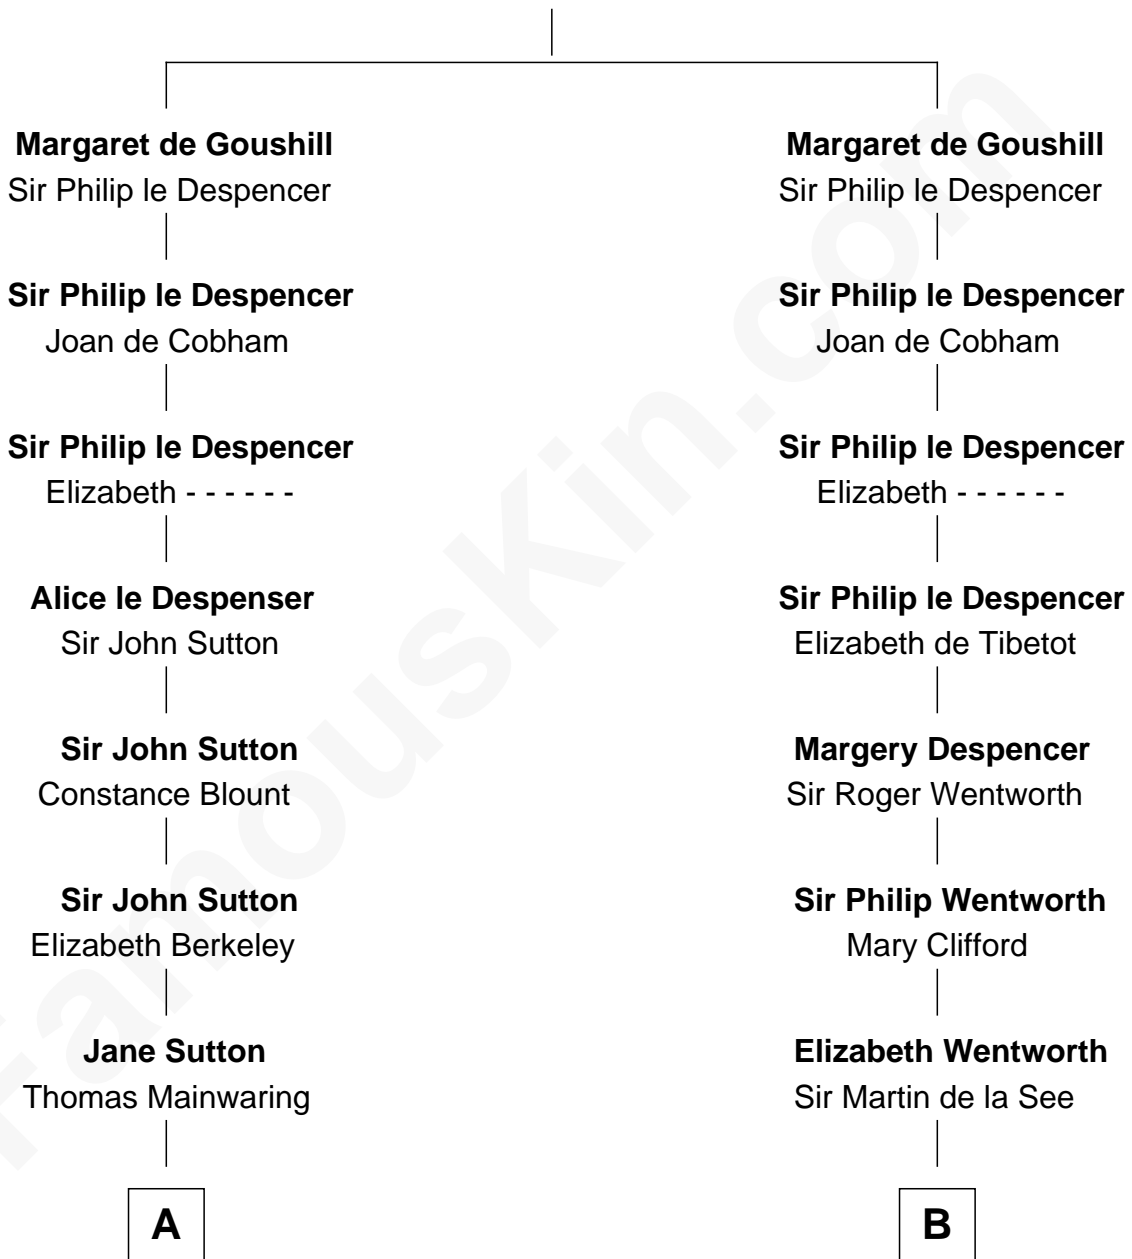 Margaret de Goushill
Sir Philip le Despencer
Sir Philip le Despencer
Joan de Cobham
Sir Philip le Despencer
Elizabeth - - - - - -
Alice le Despenser
Sir John Sutton
Sir John Sutton
Constance Blount
Sir John Sutton
Elizabeth Berkeley
Jane Sutton
Thomas Mainwaring
A
Margaret de Goushill
Sir Philip le Despencer
Sir Philip le Despencer
Joan de Cobham
Sir Philip le Despencer
Elizabeth - - - - - -
Sir Philip le Despencer
Elizabeth de Tibetot
Margery Despencer
Sir Roger Wentworth
Sir Philip Wentworth
Mary Clifford
Elizabeth Wentworth
Sir Martin de la See
B
FamousKin.com